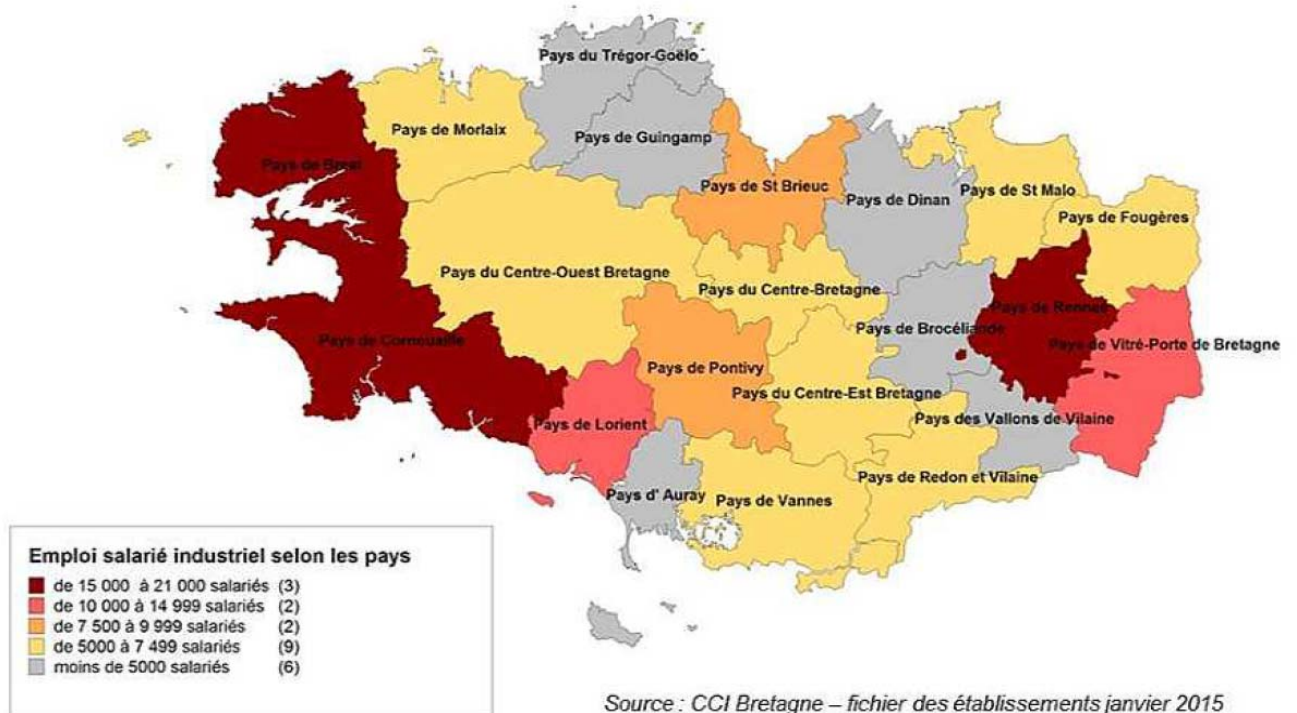 Pays du Trégor-Goëlo
Pays de Morlaix
Pays de Guingamp
Pays de Brest
Pays de St Brieuc
Pays de Dinan
Pays de St Malo
Pays de Fougères
Pays du Centre-Ouest Bretagne
Pays du Centre-Bretagne
Pays de Rennes
Pays de Brocéliande
Pays de Cornouaille
Pays de Vitré-Porte de Bretagne
Pays de Pontivy
Pays du Centre-Est Bretagne
Pays de Lorient
Pays des Vallons de Vilaine
Pays de Redon et Vilaine
Pays d' Auray
Pays de Vannes
Emploi salarié industriel selon les pays
de 15 000 à 21 000 salariés (3)
de 10 000 à 14 999 salariés (2)
de 7 500 à 9 999 salariés (2)
de 5000 à 7 499 salariés (9)
moins de 5000 salariés (6)
Source : CCI Bretagne – fichier des établissements janvier 2015